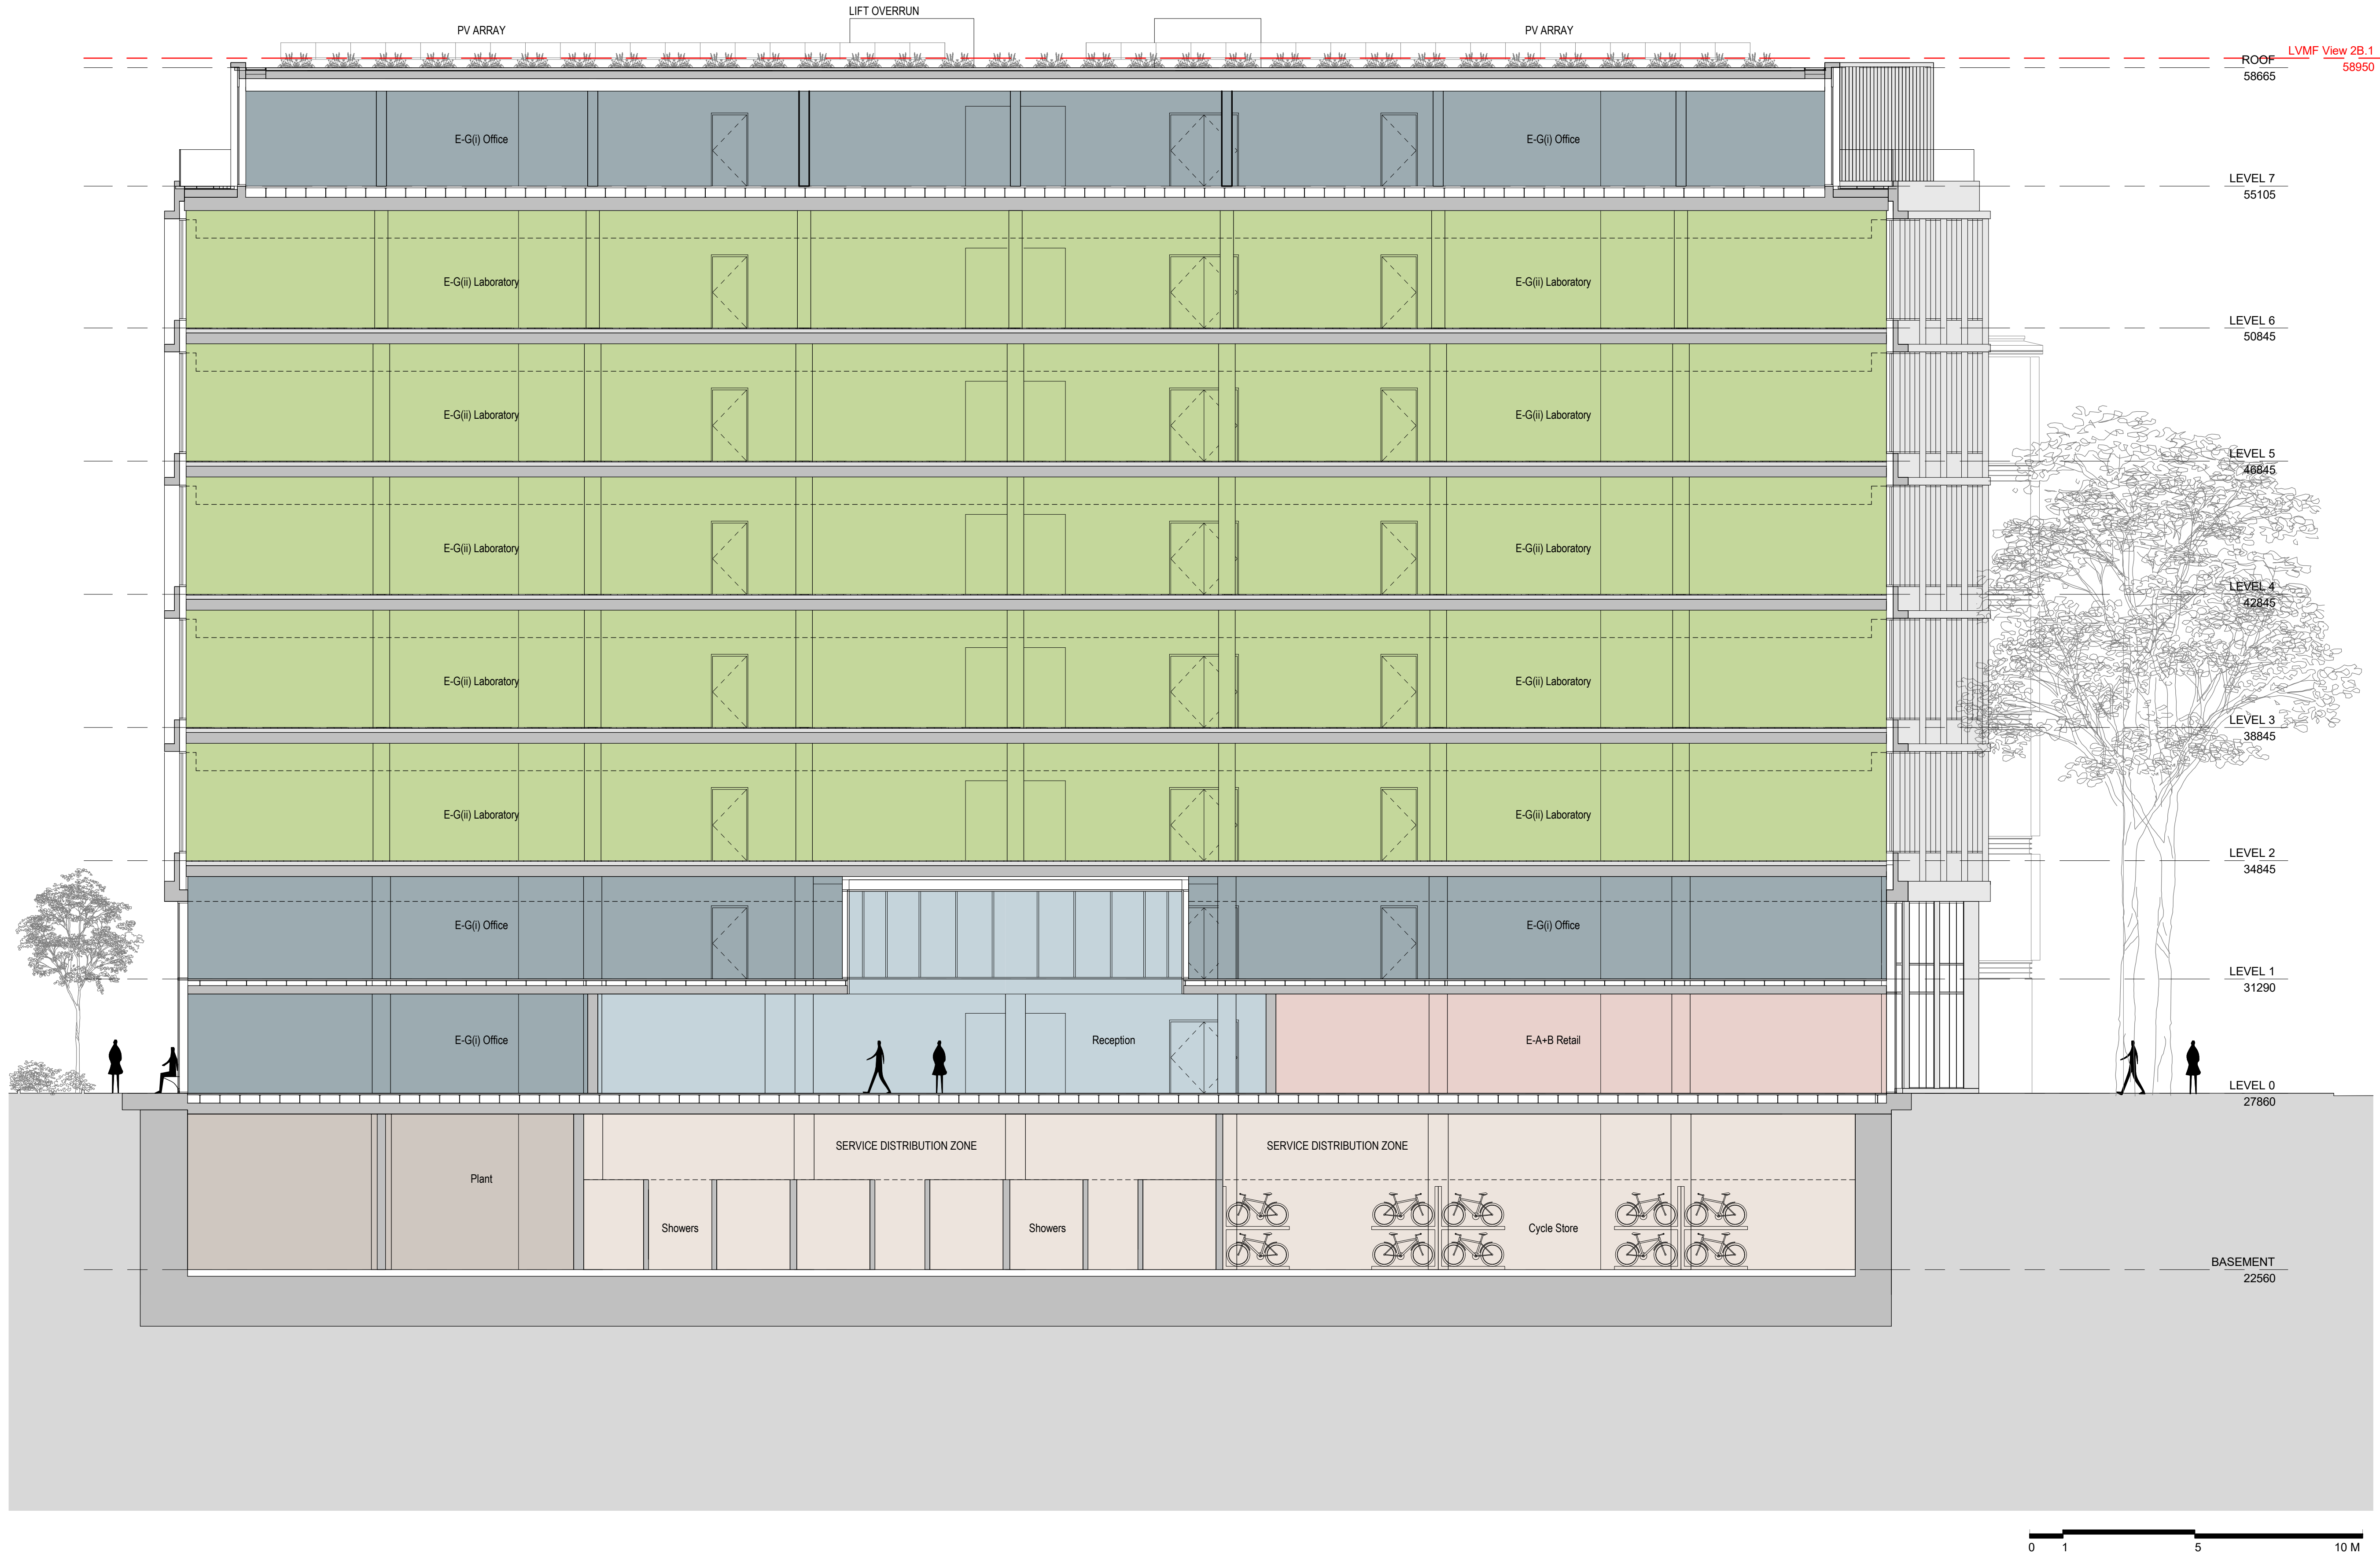 LIFT OVERRUN
PV ARRAY
PV ARRAY
LVMF View 2B.1
58950
ROOF
58665
E-G(i) Office
E-G(i) Office
LEVEL 7
55105
E-G(ii) Laboratory
E-G(ii) Laboratory
LEVEL 6
50845
E-G(ii) Laboratory
E-G(ii) Laboratory
LEVEL 5
46845
E-G(ii) Laboratory
E-G(ii) Laboratory
LEVEL 4
42845
E-G(ii) Laboratory
E-G(ii) Laboratory
LEVEL 3
38845
E-G(ii) Laboratory
E-G(ii) Laboratory
LEVEL 2
34845
E-G(i) Office
E-G(i) Office
LEVEL 1
31290
E-G(i) Office
Reception
E-A+B Retail
LEVEL 0
27860
SERVICE DISTRIBUTION ZONE
SERVICE DISTRIBUTION ZONE
Plant
Showers
Showers
Cycle Store
BASEMENT
22560
0 1 5 10 M